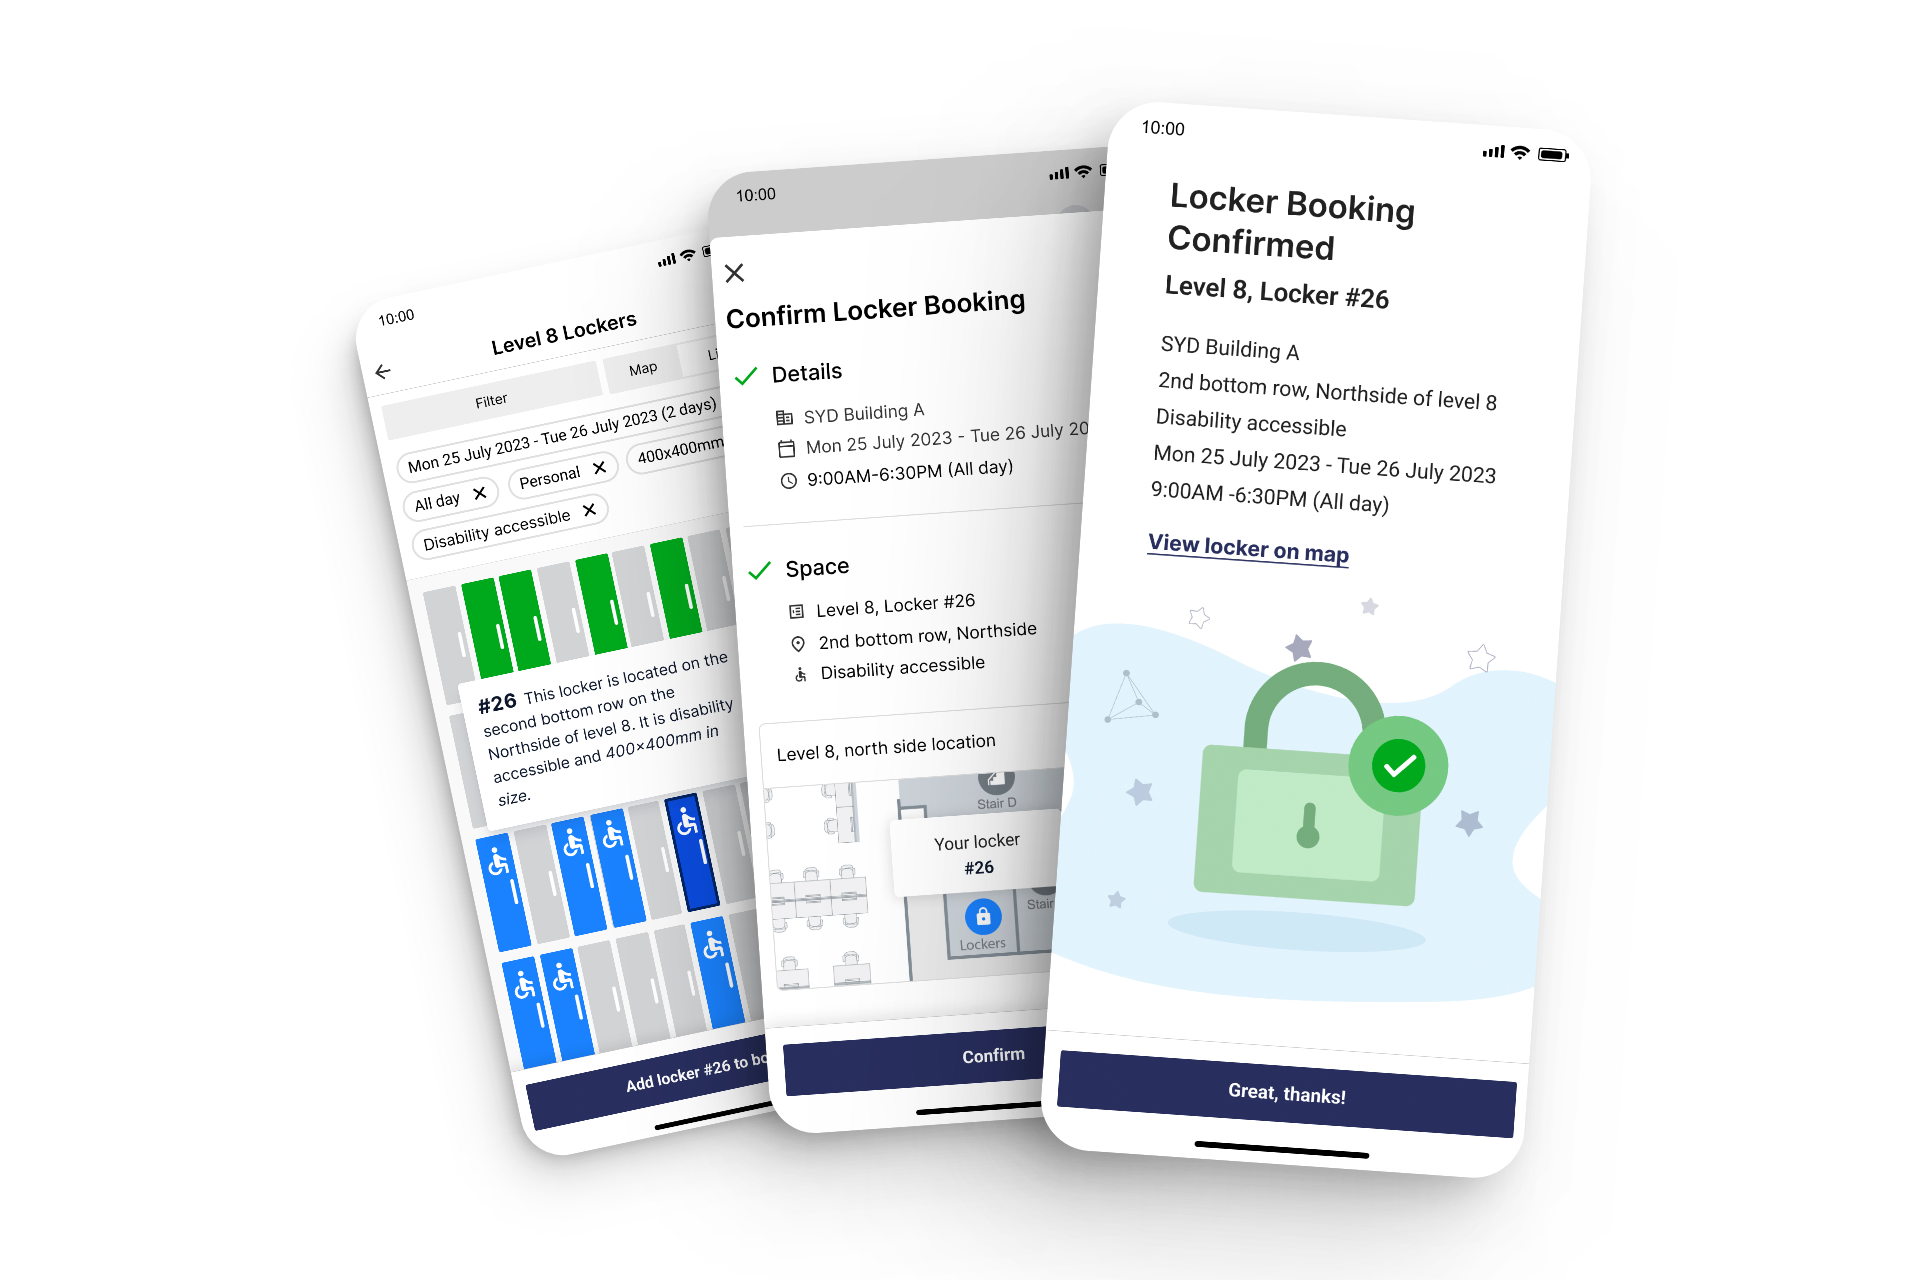 10:00
Level 8 Lockers
Filter
Map
Mon 25 July 2023 - Tue 26 July 2023 (2 days)
All day
Personal
400x400mm
Disability accessible
#26 This locker is located on the
second bottom row on the
Northside of level 8. It is disability
accessible and 400×400mm in
size.
Add locker #26 to
10:00
Confirm Locker Booking
Details
SYD Building A
Mon 25 July 2023 - Tue 26 July 20
9:00AM-6:30PM (All day)
Space
Level 8, Locker #26
2nd bottom row, Northside
Disability accessible
Level 8, north side location
Stair D
Your locker
#26
Stair
Lockers
Confirm
10:00
Locker Booking
Confirmed
Level 8, Locker #26
SYD Building A
2nd bottom row, Northside of level 8
Disability accessible
Mon 25 July 2023 - Tue 26 July 2023
9:00AM -6:30PM (All day)
View locker on map
Great, thanks!